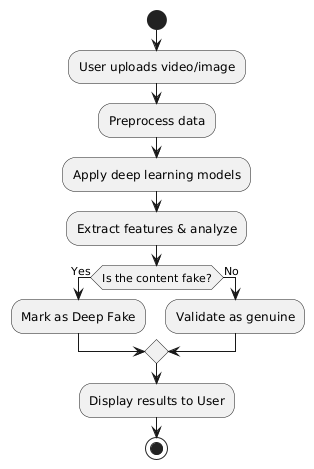 User uploads video/image
Preprocess data
Apply deep learning models
Extract features & analyze
Is the content fake?
Yes
No
Mark as Deep Fake
Validate as genuine
Display results to User